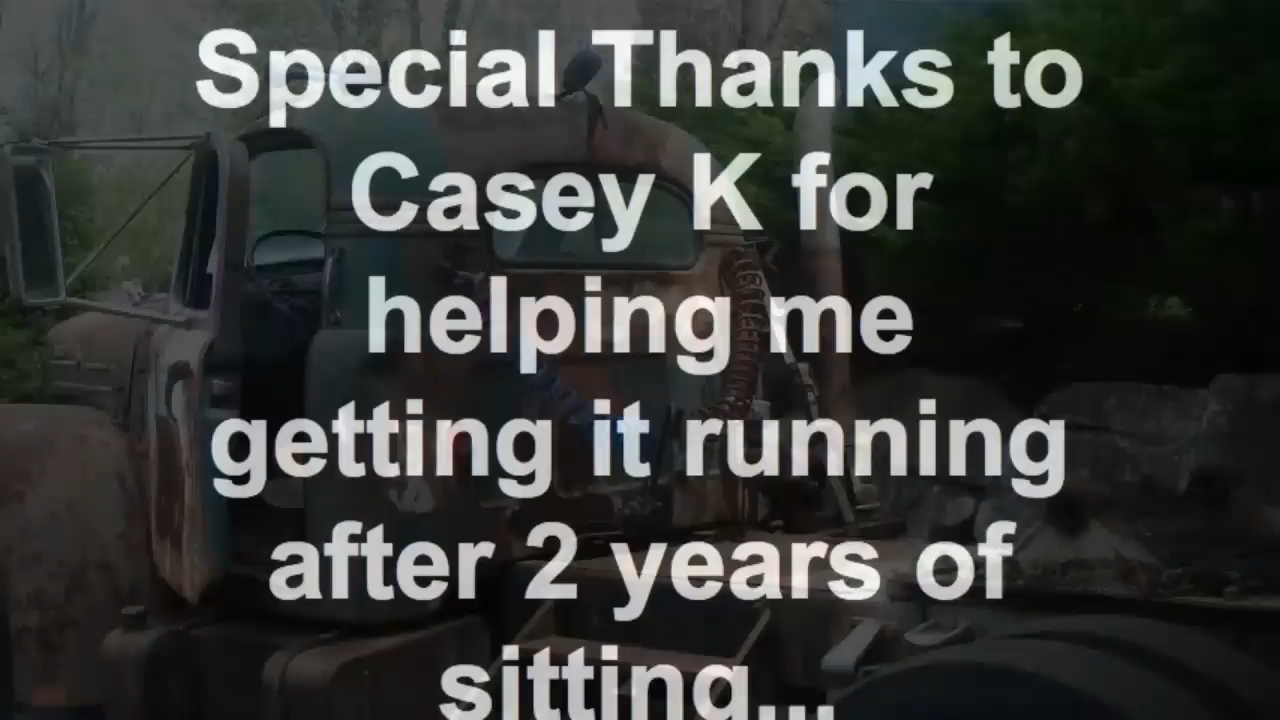 Special Thanks to
Casey K for
helping me
getting it running
after 2 years of
sitting...